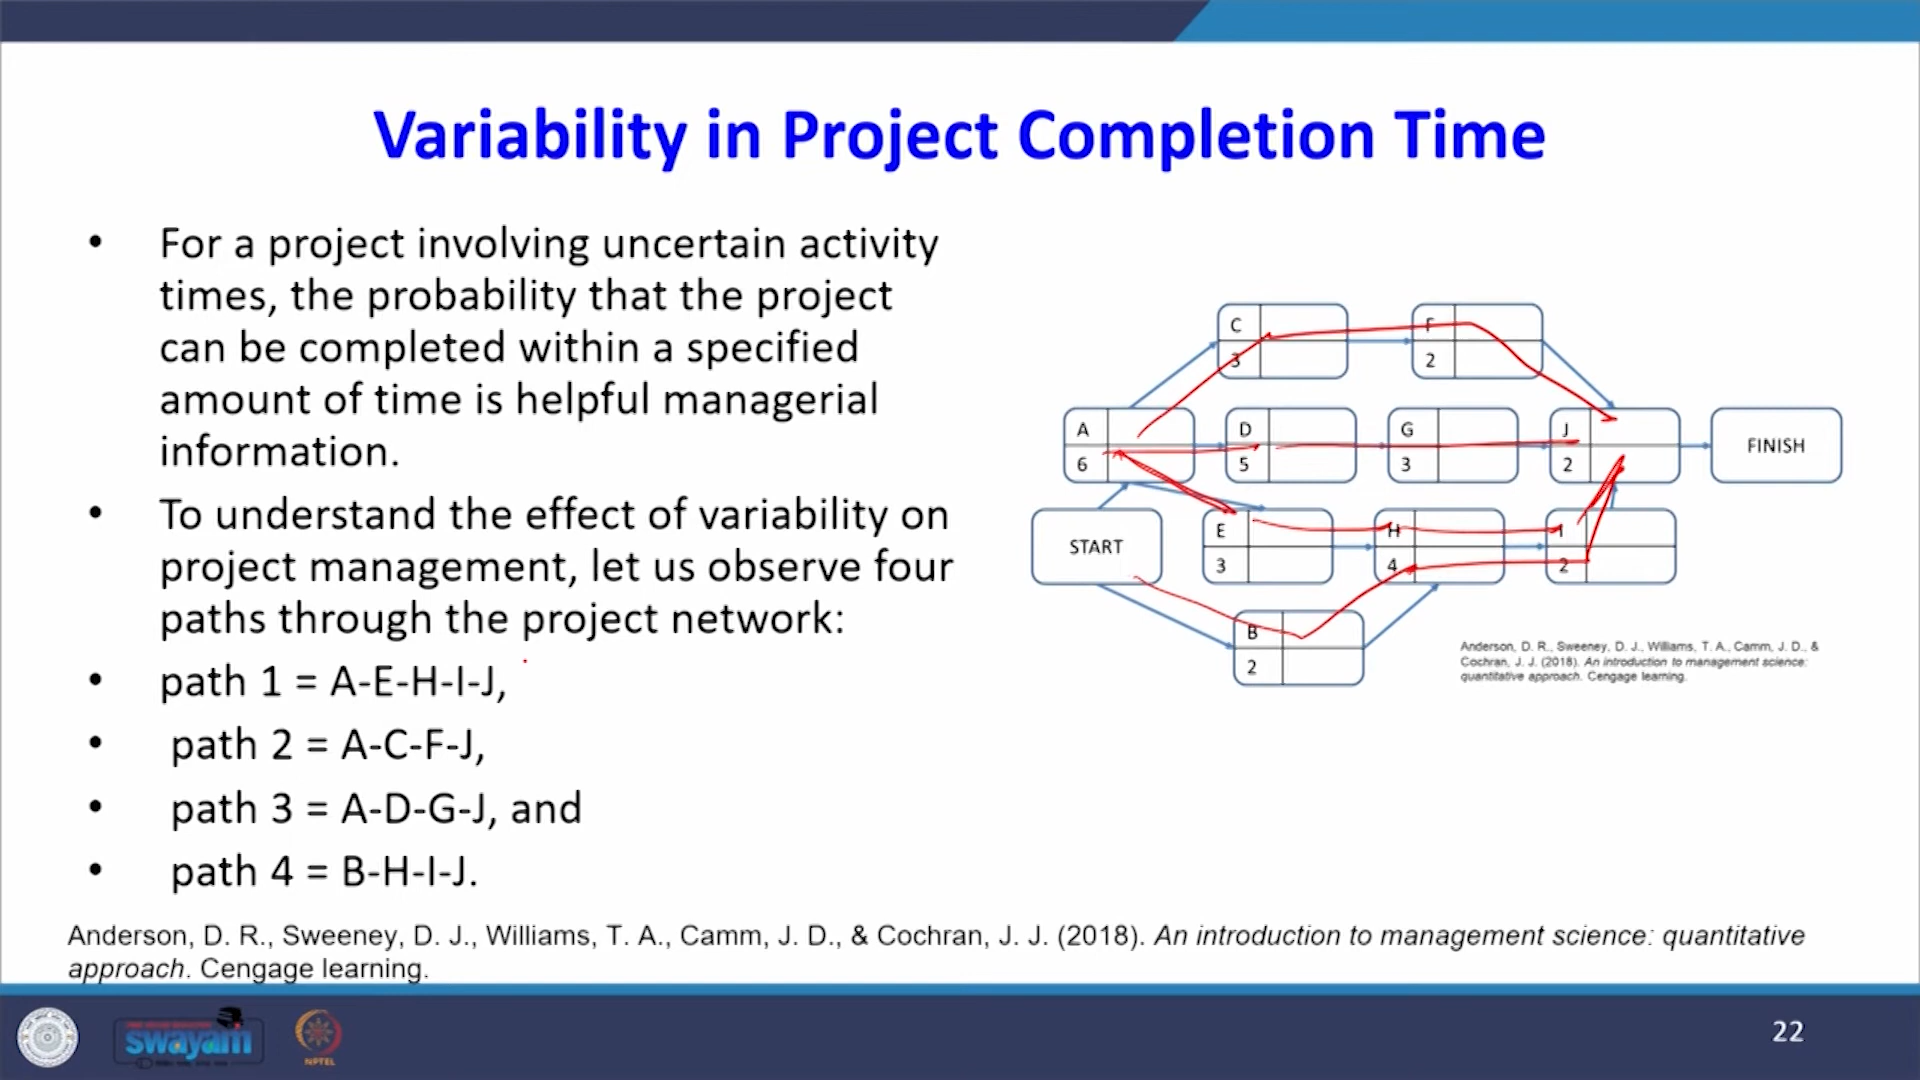 Variability in Project Completion Time
• For a project involving uncertain activity
times, the probability that the project
can be completed within a specified
amount of time is helpful managerial
information.
• To understand the effect of variability on
project management, let us observe four
paths through the project network:
• path 1 = A-E-H-I-J,
• path 2 = A-C-F-J,
• path 3 = A-D-G-J, and
• path 4 = B-H-I-J.
C
3
F
2
A
6
D
5
G
3
J
2
FINISH
START
E
3
H
4
I
2
B
2
Anderson, D. R., Sweeney, D. J., Williams, T. A., Camm, J. D., &
Cochran, J. J. (2018). An introduction to management science:
quantitative approach. Cengage learning.
Anderson, D. R., Sweeney, D. J., Williams, T. A., Camm, J. D., & Cochran, J. J. (2018). An introduction to management science: quantitative
approach. Cengage learning.
swayam
NPTEL
22